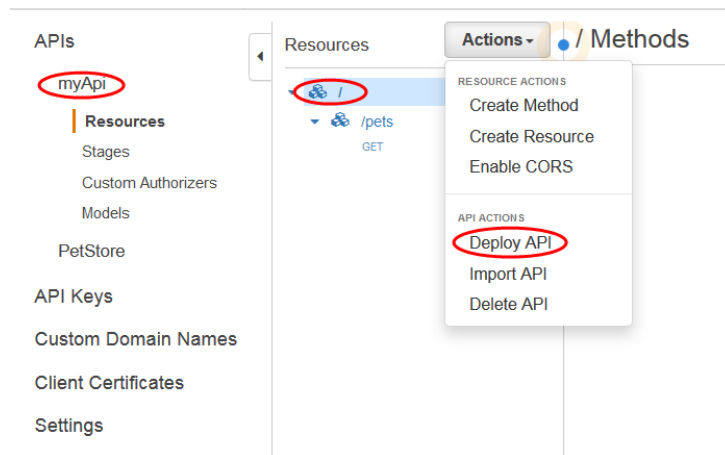 APIs
myApi
Resources
Stages
Custom Authorizers
Models
PetStore
API Keys
Custom Domain Names
Client Certificates
Settings
Resources
/
/pets
GET
Actions
RESOURCE ACTIONS
Create Method
Create Resource
Enable CORS
API ACTIONS
Deploy API
Import API
Delete API
/ Methods